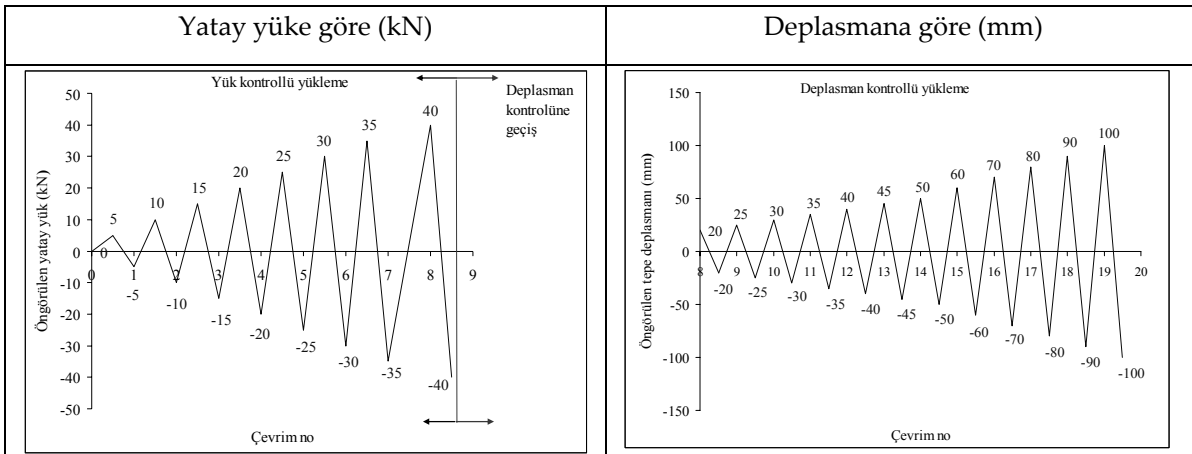 Yatay yüke göre (kN)
Deplasmana göre (mm)
Yük kontrollü yükleme
Deplasman
kontrolüne
geçiş
Öngörülen yatay yük (kN)
50
40
30
20
10
0
-10
-20
-30
-40
-50
0
5
10
15
20
25
30
35
40
-5
-10
-15
-20
-25
-30
-35
-40
0 1 2 3 4 5 6 7 8 9
Çevrim no
Deplasman kontrollü yükleme
Öngörülen tepe deplasmanı (mm)
150
100
50
0
-50
-100
-150
20 25 30 35 40 45 50 60 70 80 90 100
8 9 10 11 12 13 14 15 16 17 18 19 20
-20 -25 -30 -35 -40 -45 -50 -60 -70 -80 -90 -100
Çevrim no